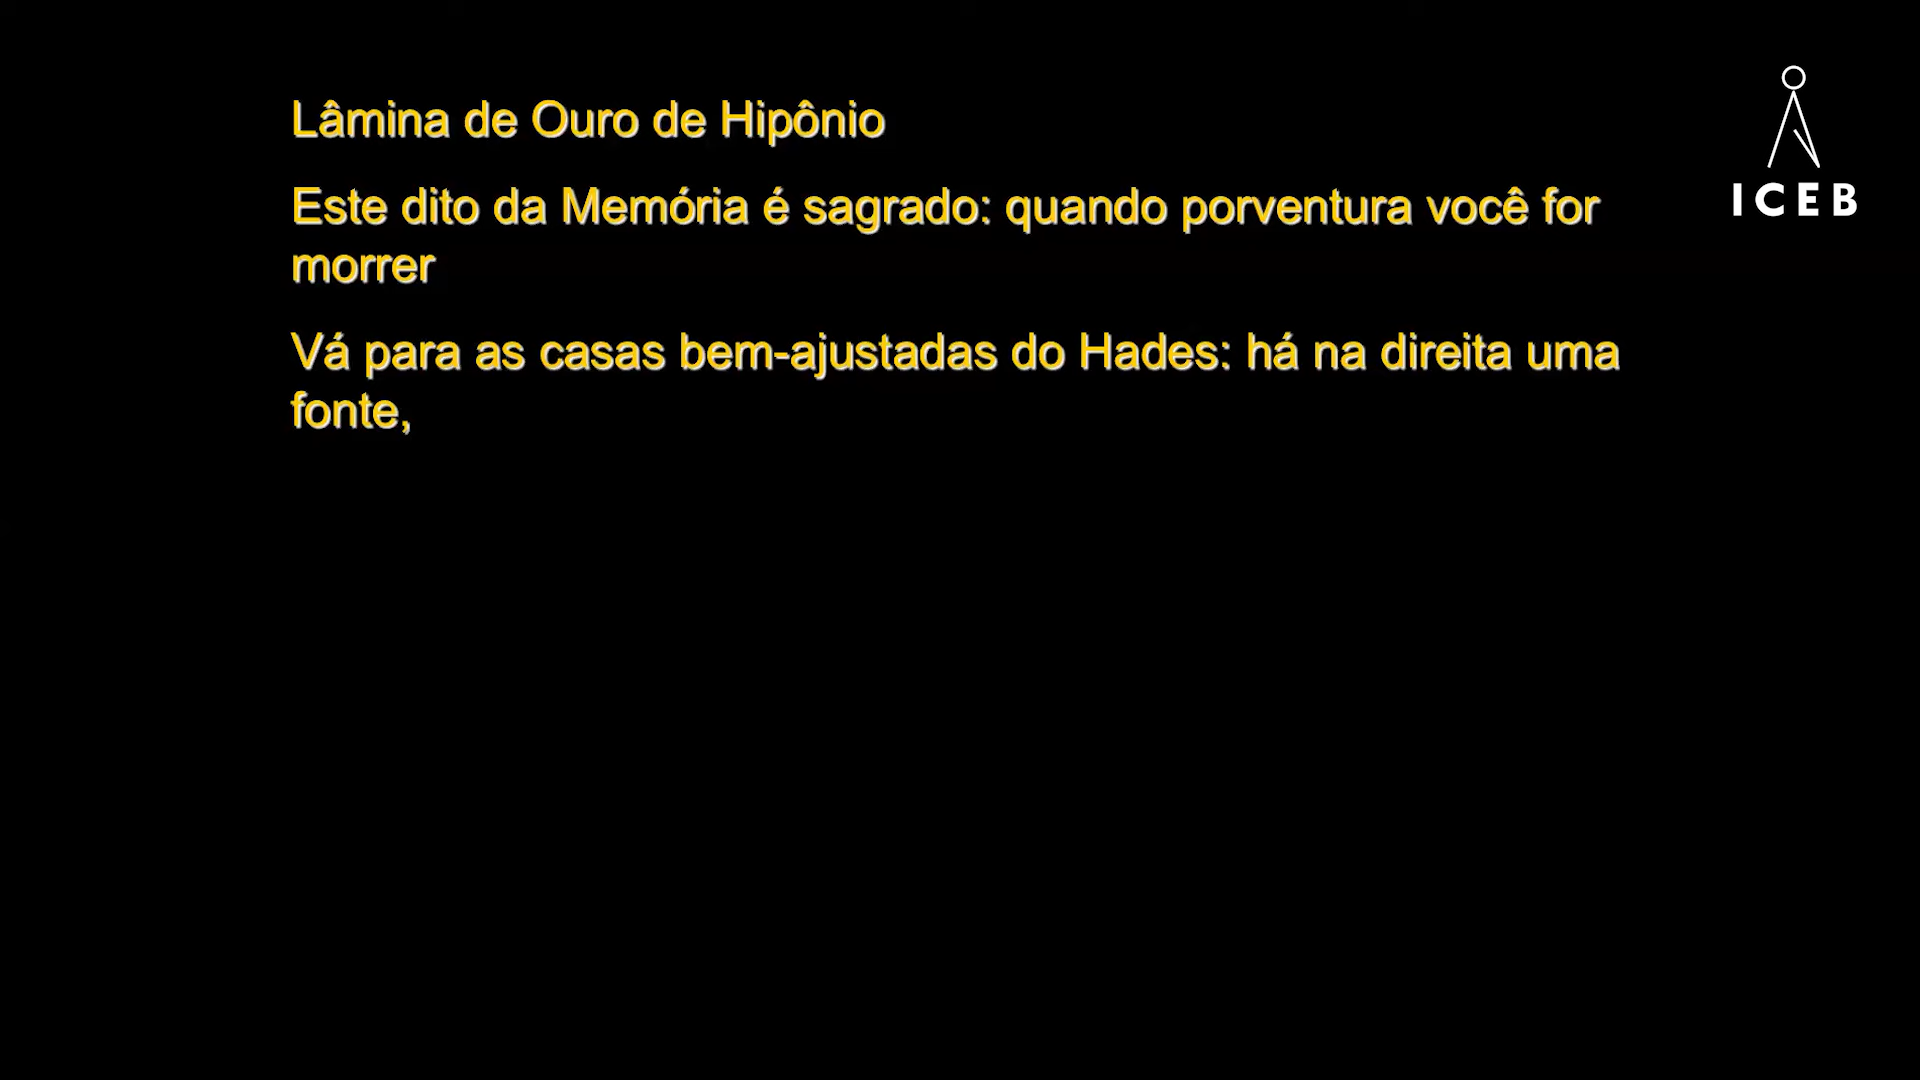 Lâmina de Ouro de Hipônio
Este dito da Memória é sagrado: quando porventura você for
morrer
Vá para as casas bem-ajustadas do Hades: há na direita uma
fonte,
ICEB